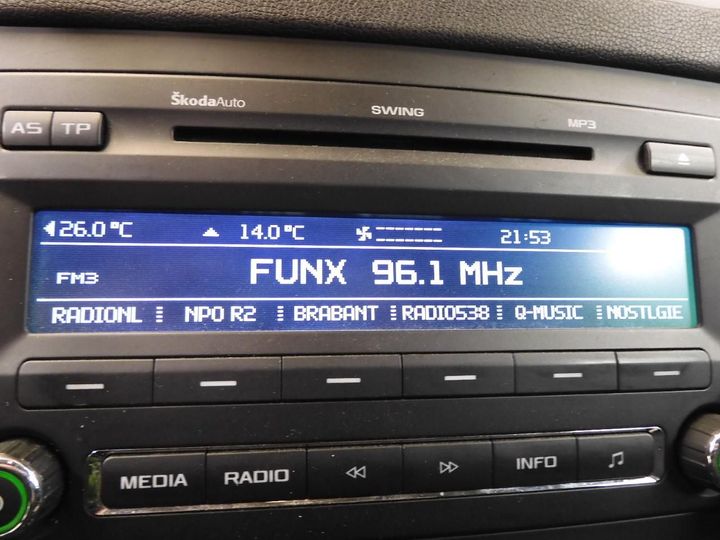 ŠkodaAuto SWING MP3
AS TP
26.0°C 14.0°C 21:53
FM3 FUNX 96.1 MHz
RADIONL NPO R2 BRABANT RADIO538 Q-MUSIC NOSTLGIE
MEDIA RADIO INFO